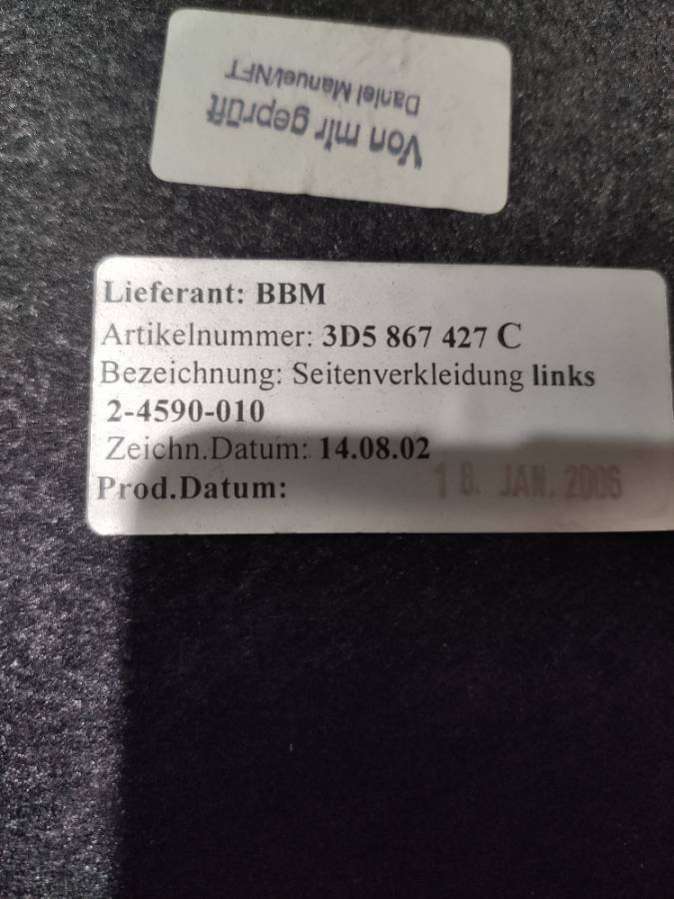 Von mir geprüft
Daniel Manuel/NFT
Lieferant: BBM
Artikelnummer: 3D5 867 427 C
Bezeichnung: Seitenverkleidung links
2-4590-010
Zeichn.Datum: 14.08.02
Prod.Datum: 18. JAN. 2006